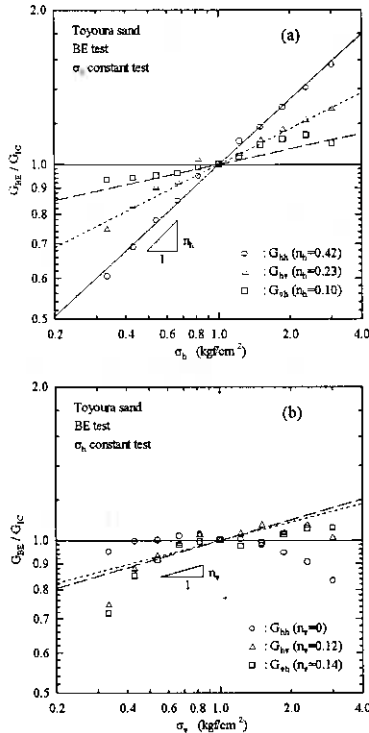 2.0
Toyoura sand
(a)
BE test
constant test
1.0
0.9
0.8
0.7
0.6
0.5
G_BE / G_IC
n_h
1
: G_hh (n_h=0.42)
: G_hv (n_h=0.23)
: G_vh (n_h=0.10)
0.2 0.4 0.6 0.8 1.0 2.0 4.0
σ_h (kgf/cm²)
2.0
Toyoura sand
(b)
BE test
σ_h constant test
1.0
0.9
0.8
0.7
0.6
0.5
G_BE / G_IC
n_v
1
: G_hh (n_v=0)
: G_hv (n_v=0.12)
: G_vh (n_v=0.14)
0.2 0.4 0.6 0.8 1.0 2.0 4.0
σ_v (kgf/cm²)